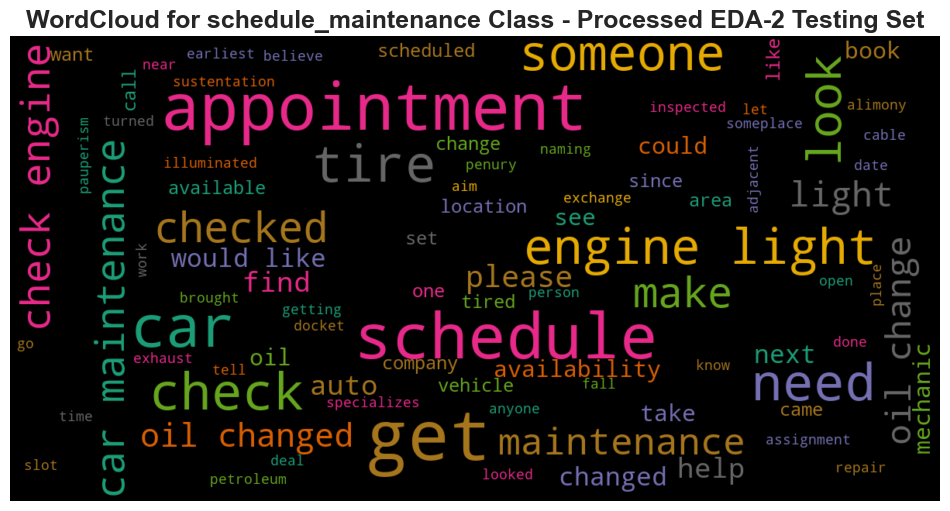 WordCloud for schedule_maintenance Class - Processed EDA-2 Testing Set
want
near
earliest
believe
scheduled
someone
like
book
check engine
call
sustentation
appointment
look
inspected
let
alimony
turned
someplace
pauperism
tire
change
naming
could
cable
illuminated
penury
date
available
aim
since
adjacent
light
car maintenance
exchange
location
area
checked
see
work
set
engine light
oil change
would like
find
please
one
person
make
open
place
brought
tired
getting
car
docket
schedule
go
exhaust
oil
company
next
done
tell
availability
know
need
mechanic
check
auto
vehicle
fall
specializes
anyone
take
came
time
oil changed
get
maintenance
assignment
slot
deal
looked
changed
help
repair
petroleum